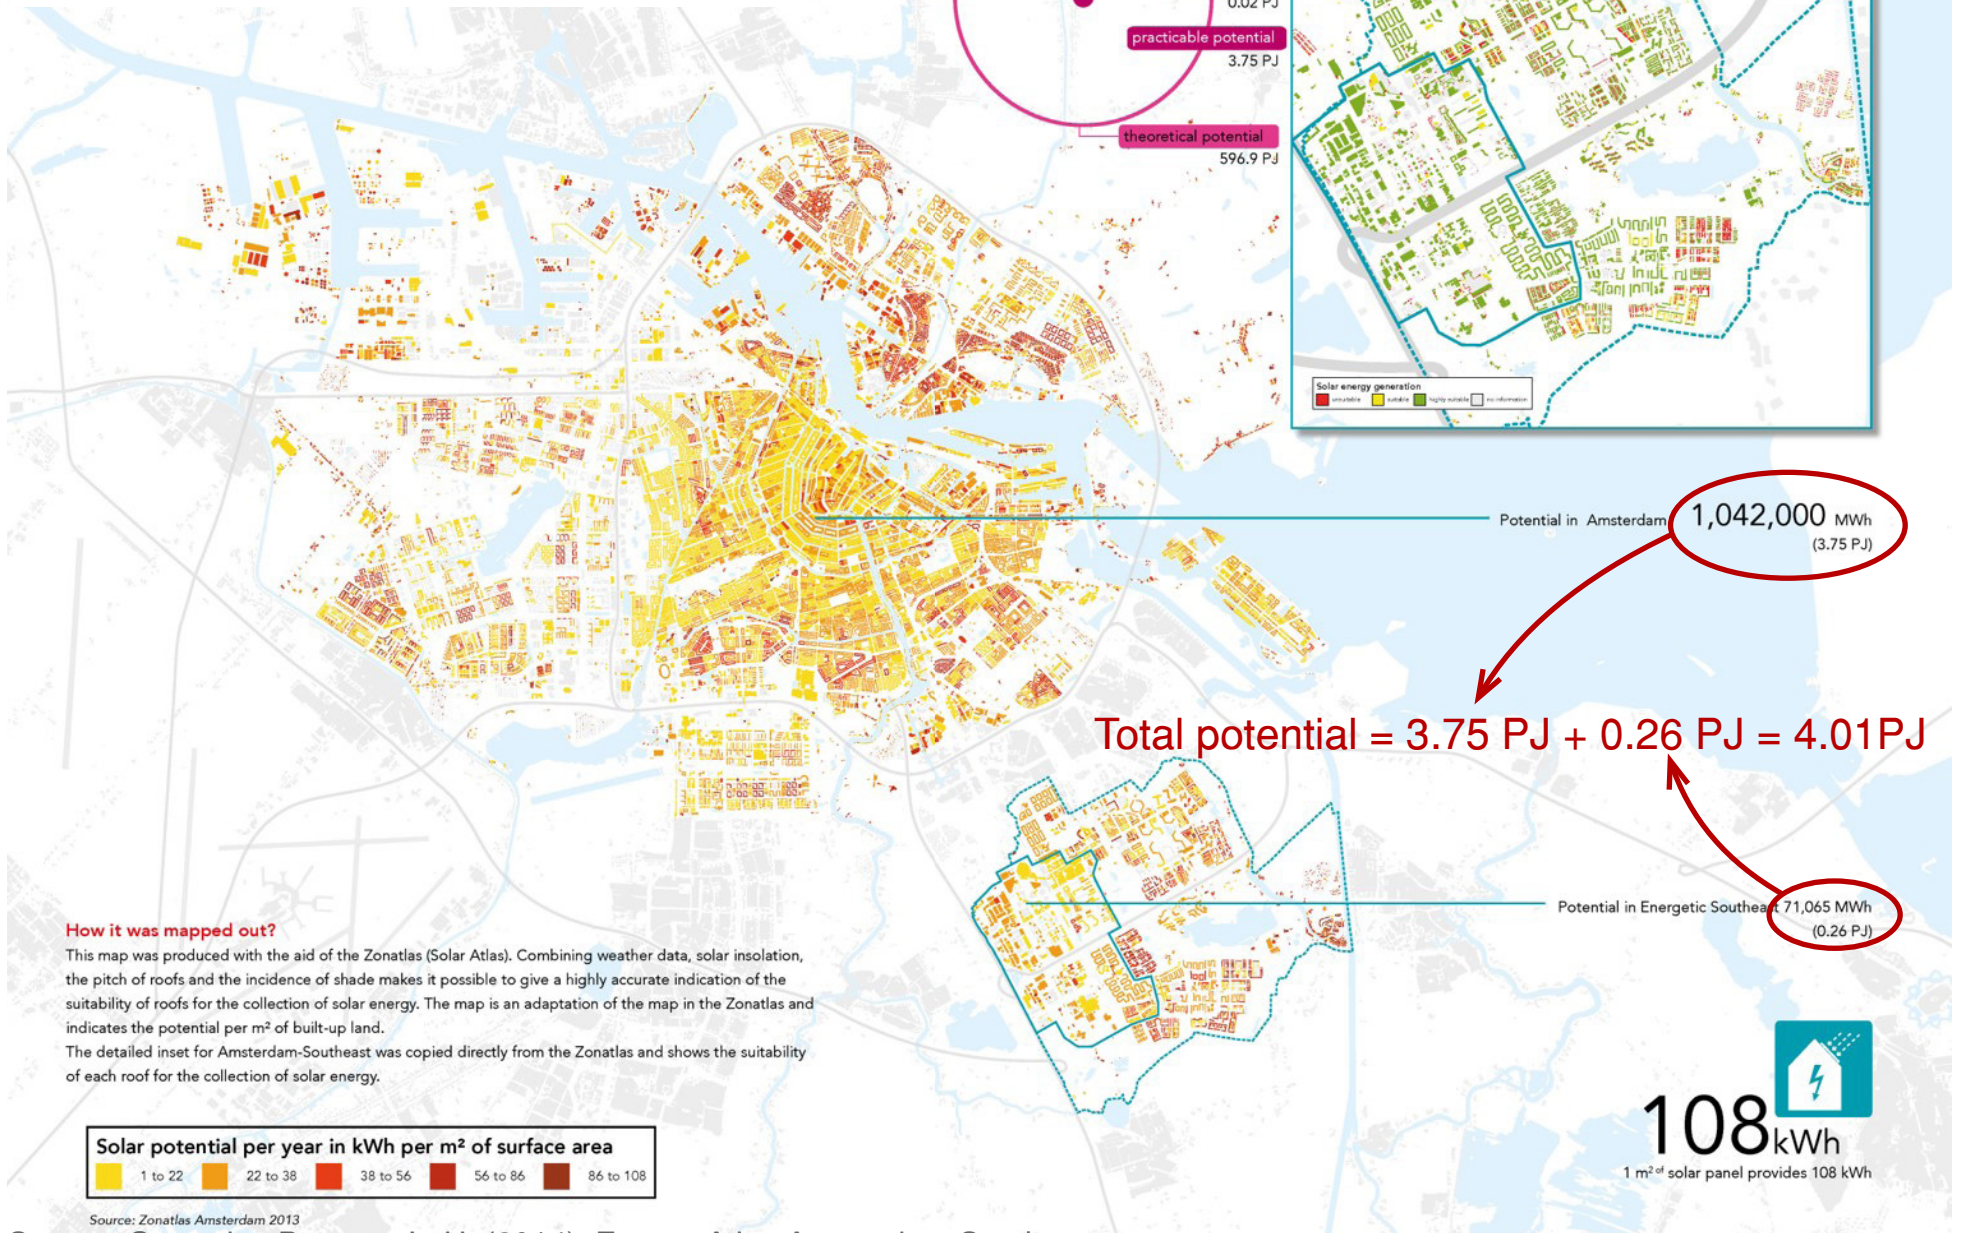 0.02 PJ
practicable potential
3.75 PJ
theoretical potential
596.9 PJ
Solar energy generation
unsuitable suitable highly suitable no information
Potential in Amsterdam 1,042,000 MWh
(3.75 PJ)
Total potential = 3.75 PJ + 0.26 PJ = 4.01PJ
Potential in Energetic Southeast 71,065 MWh
(0.26 PJ)
How it was mapped out?
This map was produced with the aid of the Zonatlas (Solar Atlas). Combining weather data, solar insolation,
the pitch of roofs and the incidence of shade makes it possible to give a highly accurate indication of the
suitability of roofs for the collection of solar energy. The map is an adaptation of the map in the Zonatlas and
indicates the potential per m² of built-up land.
The detailed inset for Amsterdam-Southeast was copied directly from the Zonatlas and shows the suitability
of each roof for the collection of solar energy.
Solar potential per year in kWh per m² of surface area
1 to 22 22 to 38 38 to 56 56 to 86 86 to 108
Source: Zonatlas Amsterdam 2013
108 kWh
1 m² of solar panel provides 108 kWh